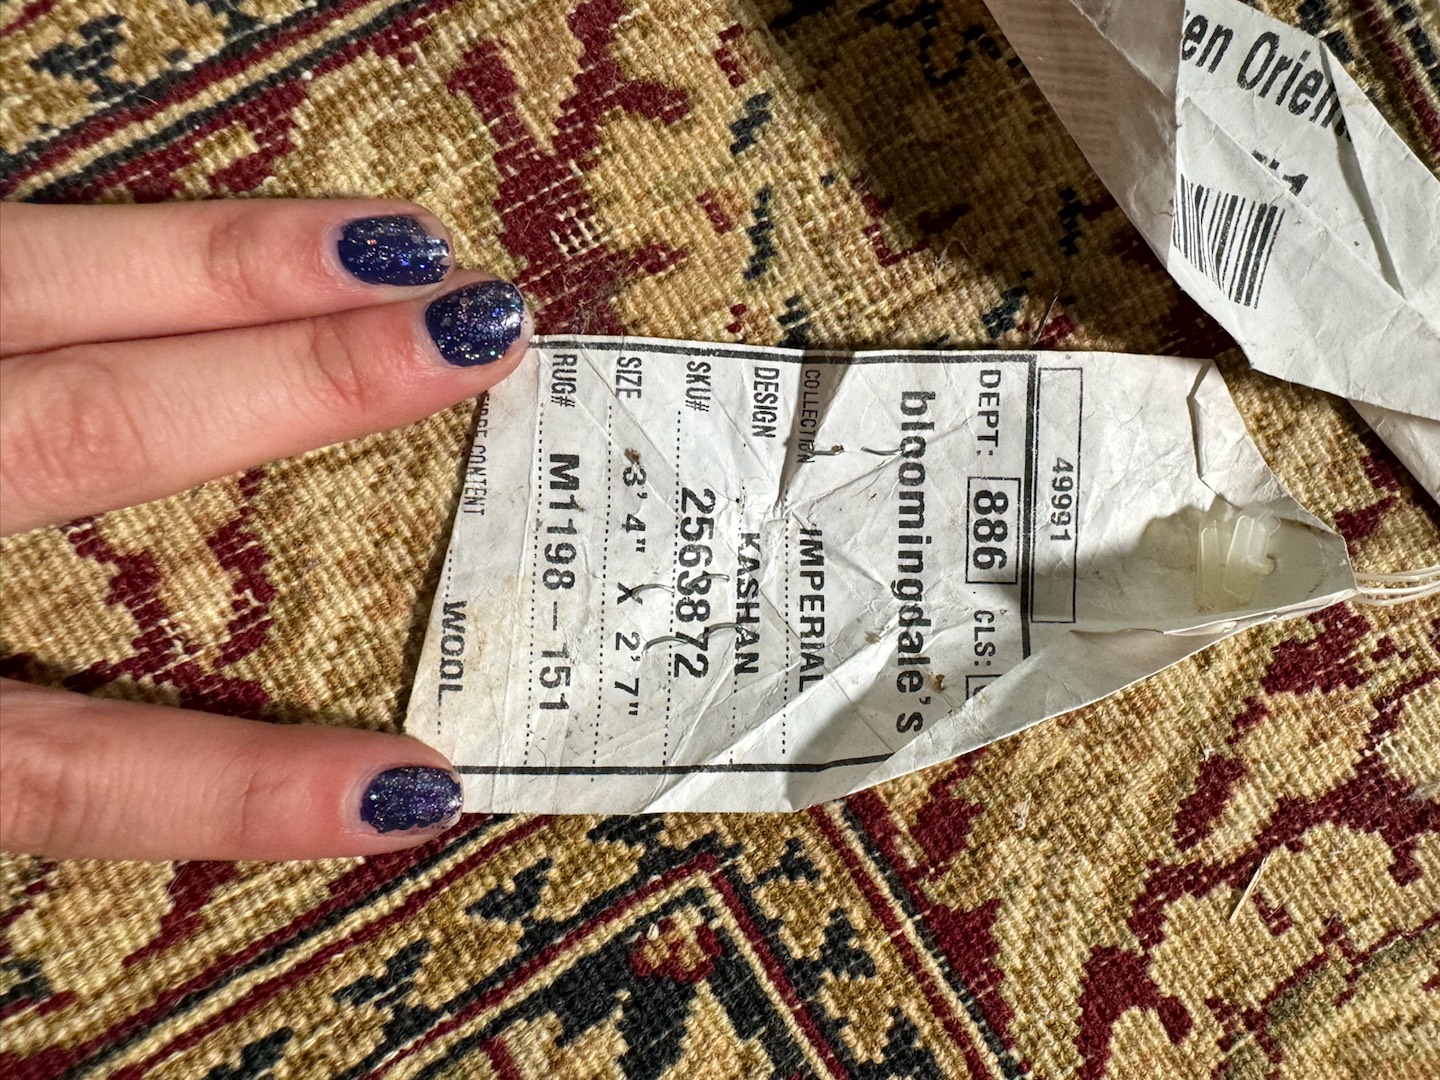 49991
DEPT: 886 CLS:
bloomingdale's
COLLECTION IMPERIAL
DESIGN KASHAN
SKU# 2563872
SIZE 3' 4" X 2' 7"
RUG# M1198-151
CONTENT WOOL
en Orien